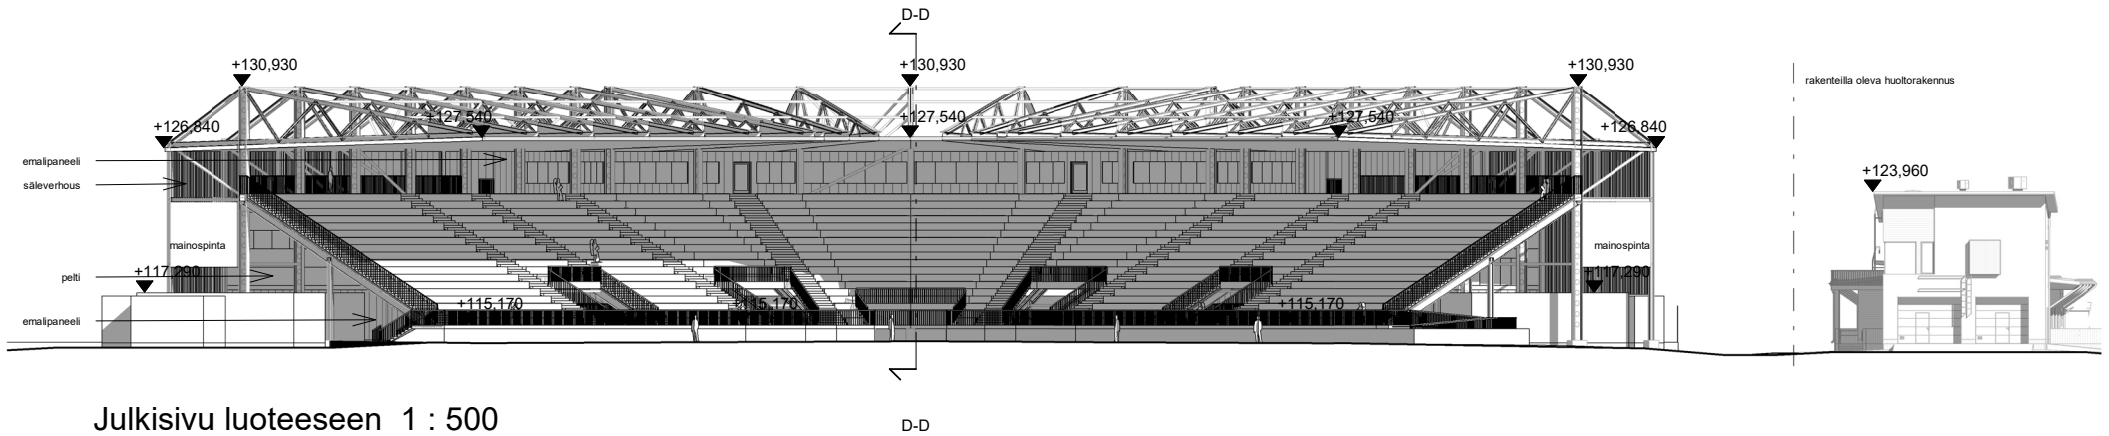 D-D
+130,930
+130,930
+130,930
rakenteilla oleva huoltorakennus
+126,840
+127,540
+127,540
+127,540
+126,840
emalipaneeli
säleverhous
+123,960
mainospinta
mainospinta
pelti
+117,290
+117,290
+115,170
+115,170
+115,170
emalipaneeli
Julkisivu luoteeseen 1 : 500
D-D